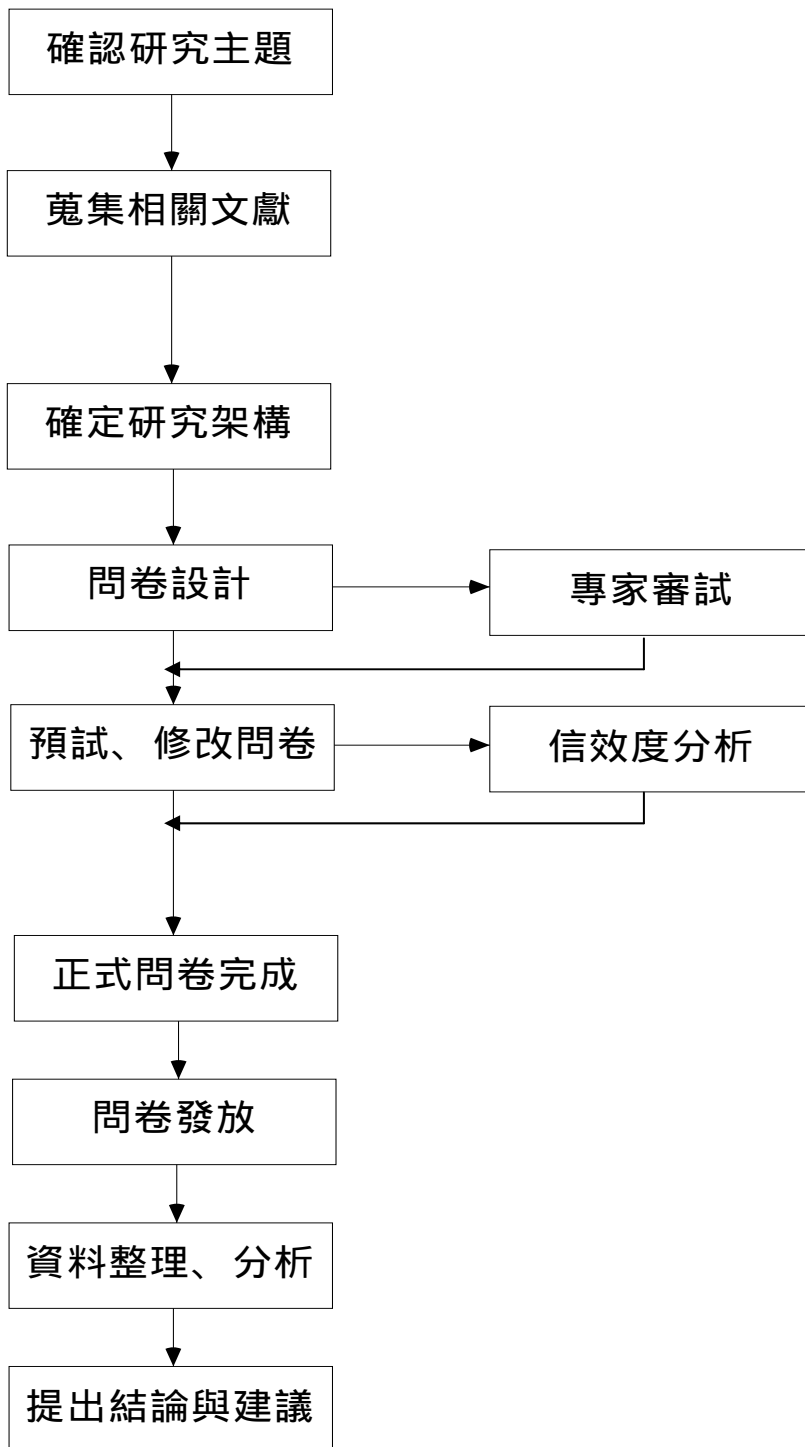 確認研究主題
蒐集相關文獻
確定研究架構
問卷設計
專家審試
預試、修改問卷
信效度分析
正式問卷完成
問卷發放
資料整理、分析
提出結論與建議